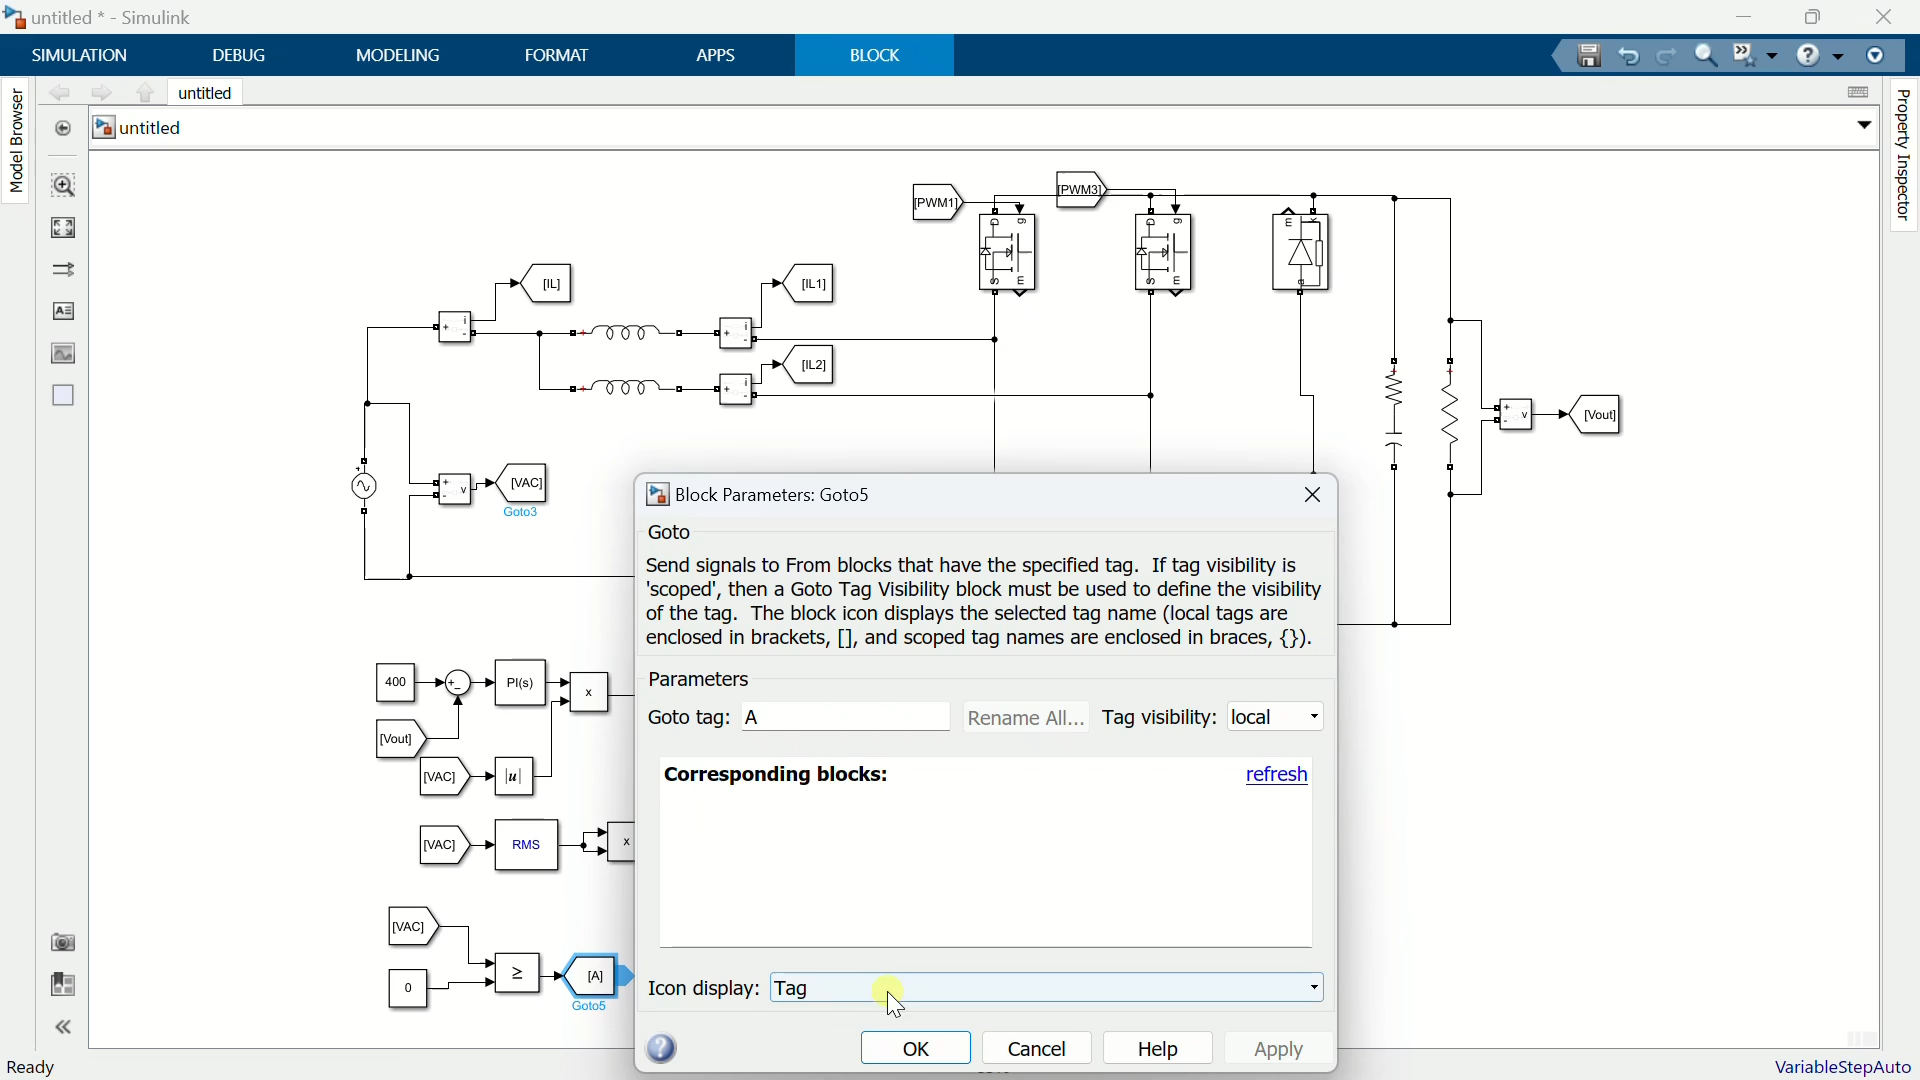 untitled * - Simulink
SIMULATION
DEBUG
MODELING
FORMAT
APPS
BLOCK
Model Browser
untitled
untitled
Property Inspector
[PWM1]
[PWM3]
D
g
S
m
D
g
S
m
m
k
a
[IL]
i
[IL1]
i
[IL2]
i
[VAC]
v
Goto3
v
[Vout]
400
PI(s)
x
[Vout]
[VAC]
|u|
[VAC]
RMS
x
[VAC]
0
≥
[A]
Goto5
Block Parameters: Goto5
Goto
Send signals to From blocks that have the specified tag. If tag visibility is
'scoped', then a Goto Tag Visibility block must be used to define the visibility
of the tag. The block icon displays the selected tag name (local tags are
enclosed in brackets, [], and scoped tag names are enclosed in braces, {}).
Parameters
Goto tag: A
Rename All...
Tag visibility: local
Corresponding blocks:
refresh
Icon display: Tag
OK
Cancel
Help
Apply
Ready
VariableStepAuto